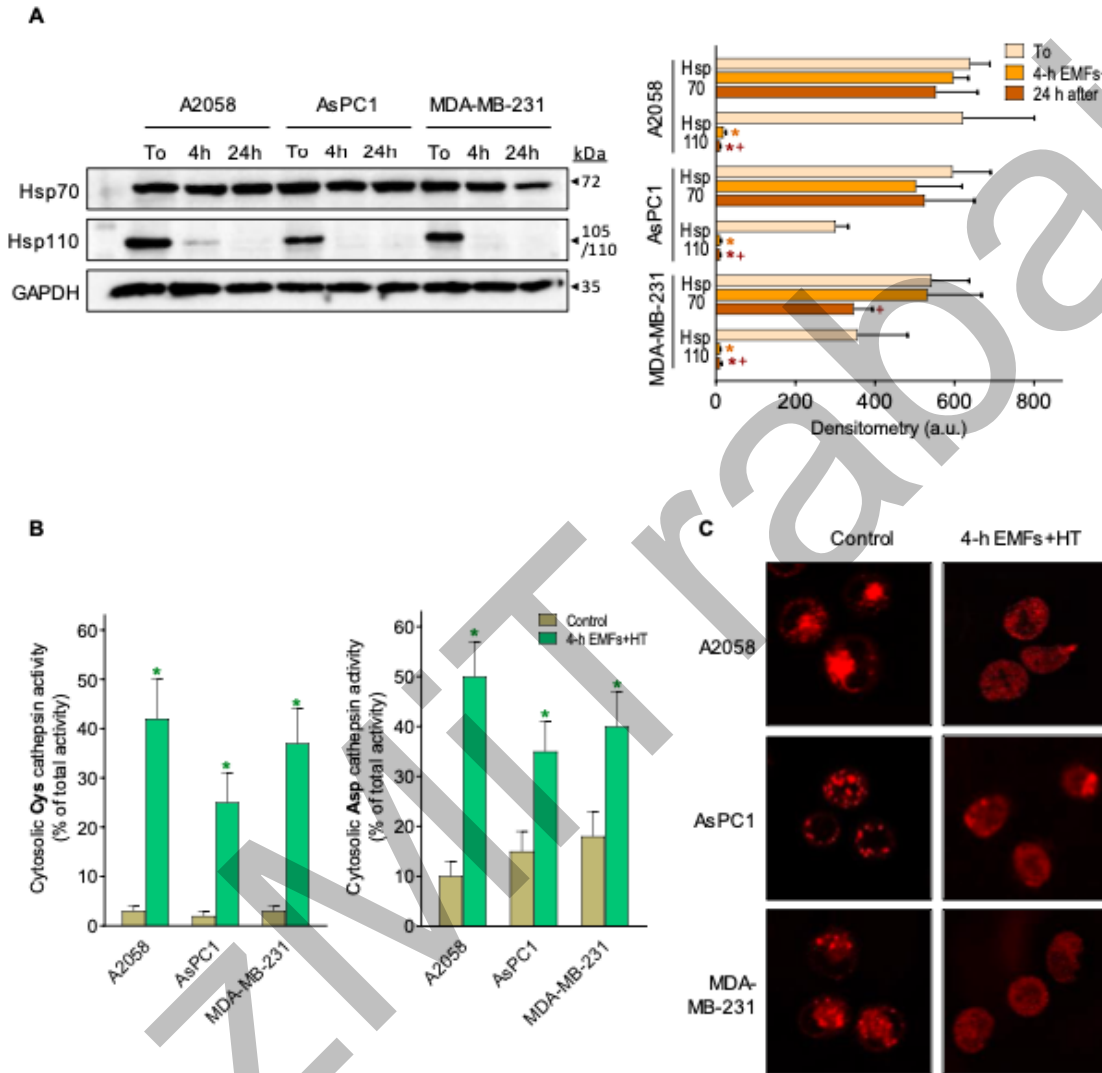 A
A2058 AsPC1 MDA-MB-231
To 4h 24h To 4h 24h To 4h 24h kDa
Hsp70 72
Hsp110 105
/110
GAPDH 35
To
4-h EMFs+
24 h after
A2058
Hsp
70
Hsp
110
*
*+
AsPC1
Hsp
70
Hsp
110
*
*+
MDA-MB-231
Hsp
70
+
Hsp
110
*
*+
0 200 400 600 800
Densitometry (a.u.)
B
Cytosolic Cys cathepsin activity
(% of total activity)
60
50
40
30
20
10
0
* * *
A2058 AsPC1 MDA-MB-231
Cytosolic Asp cathepsin activity
(% of total activity)
60
50
40
30
20
10
0
* * *
Control
4-h EMFs+HT
A2058 AsPC1 MDA-MB-231
C
Control 4-h EMFs+HT
A2058
AsPC1
MDA-
MB-231